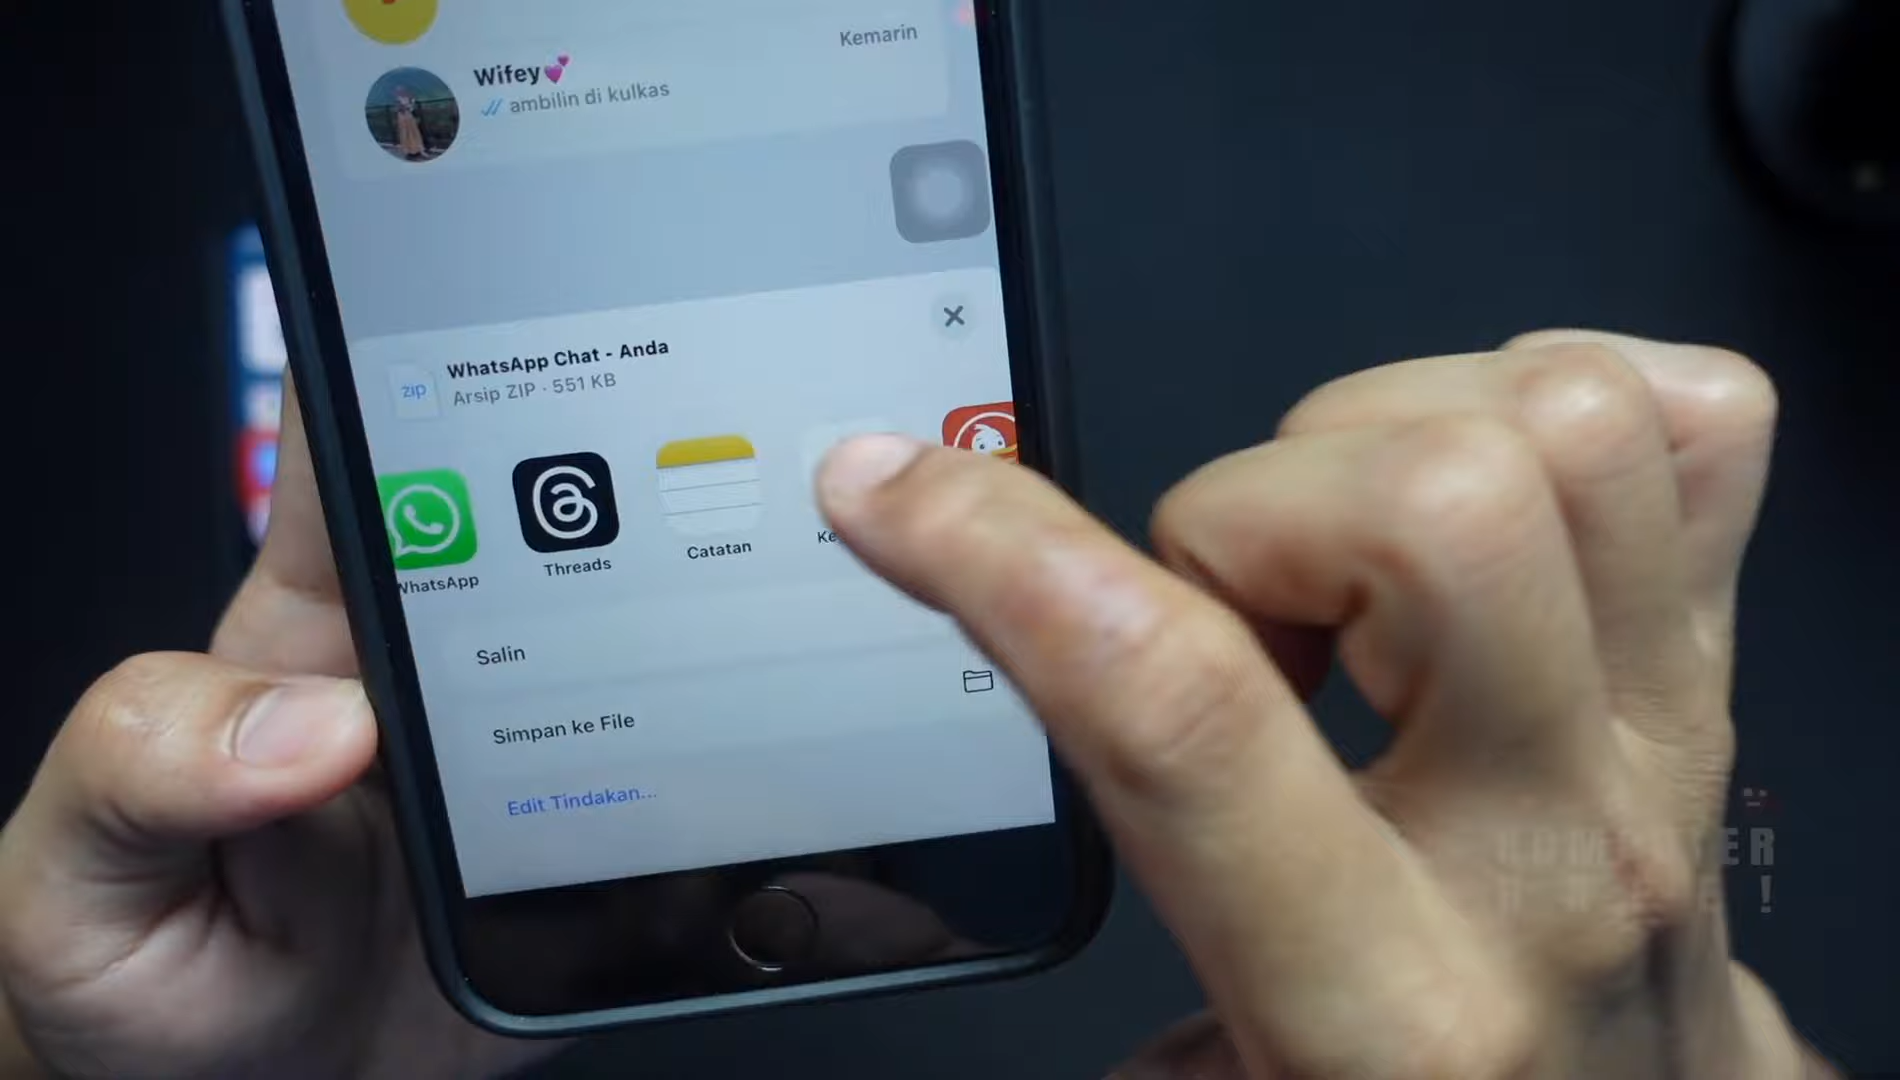 Kemarin
Wifey💕
ambilin di kulkas
WhatsApp Chat - Anda
zip
Arsip ZIP · 551 KB
WhatsApp
Threads
Catatan
Salin
Simpan ke File
Edit Tindakan...